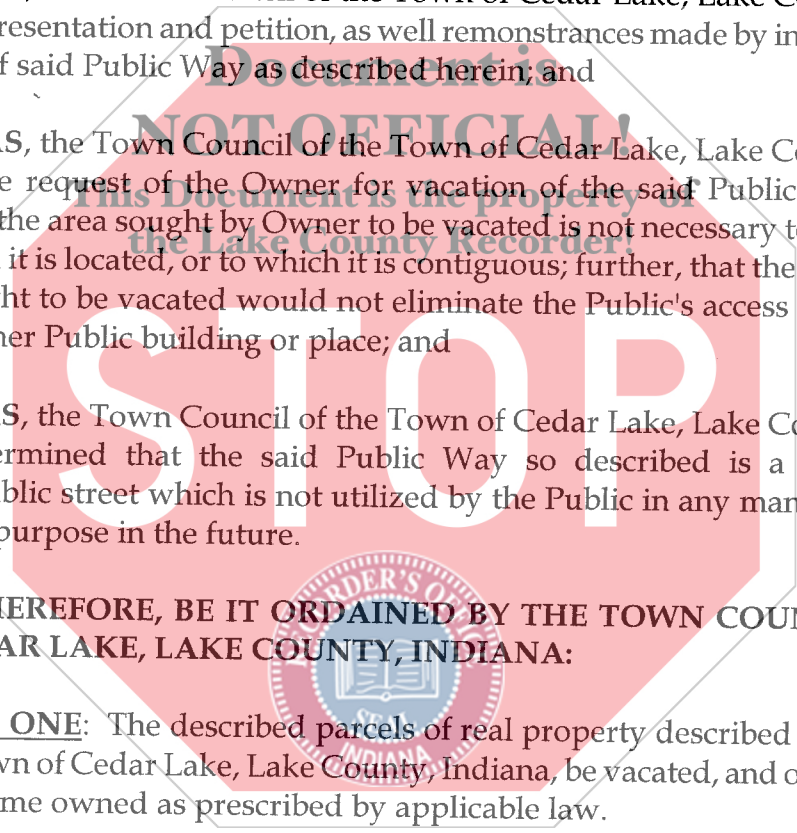 resentation and petition, as well remonstrances made by in
f said Public Way as described herein; and
Document is
NOT OFFICIAL!
This Document is the property of
the Lake County Recorder!
AS, the Town Council of the Town of Cedar Lake, Lake Co
e request of the Owner for vacation of the said Public
the area sought by Owner to be vacated is not necessary t
it is located, or to which it is contiguous; further, that the
ht to be vacated would not eliminate the Public's access
her Public building or place; and
STOP
S, the Town Council of the Town of Cedar Lake, Lake Co
ermined that the said Public Way so described is a
blic street which is not utilized by the Public in any man
purpose in the future.
HEREFORE, BE IT ORDAINED BY THE TOWN COUN
AR LAKE, LAKE COUNTY, INDIANA:
RECORDER'S OFFICE
SEAL
INDIANA
ONE: The described parcels of real property described
wn of Cedar Lake, Lake County, Indiana, be vacated, and o
me owned as prescribed by applicable law.